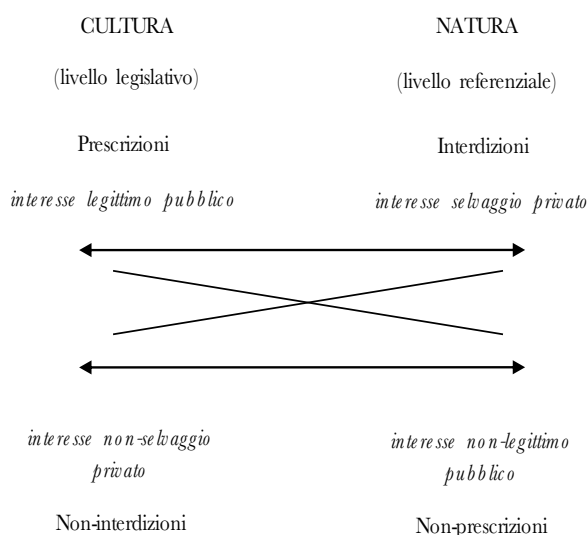 CULTURA NATURA
(livello legislativo) (livello referenziale)
Prescrizioni Interdizioni
interesse legittimo pubblico interesse selvaggio privato
interesse non-selvaggio interesse non-legittimo
privato pubblico
Non-interdizioni Non-prescrizioni